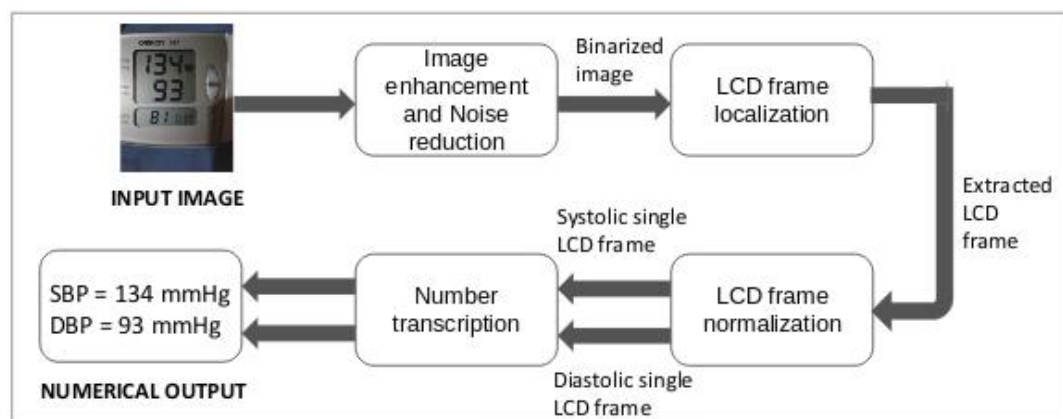 134
93
81
INPUT IMAGE
Image
enhancement
and Noise
reduction
Binarized
image
LCD frame
localization
Extracted
LCD
frame
LCD frame
normalization
Systolic single
LCD frame
Diastolic single
LCD frame
Number
transcription
SBP = 134 mmHg
DBP = 93 mmHg
NUMERICAL OUTPUT